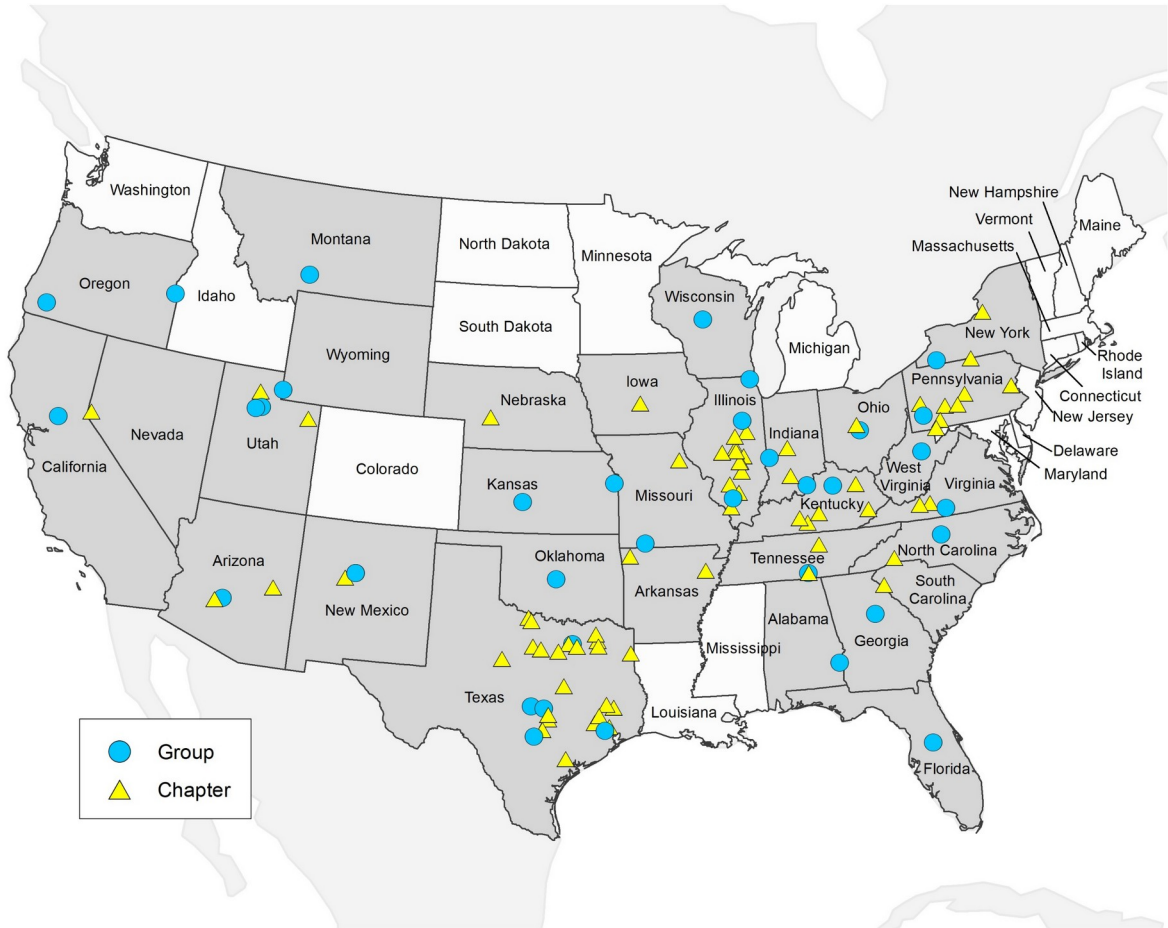 New Hampshire
Vermont
Massachusetts
Maine
Washington
Montana
North Dakota
Minnesota
Oregon
Idaho
Wisconsin
South Dakota
Wyoming
Michigan
New York
Rhode
Island
Connecticut
New Jersey
Iowa
Nebraska
Illinois
Pennsylvania
Ohio
Nevada
Utah
Indiana
Delaware
Maryland
California
Colorado
Kansas
Missouri
West
Virginia
Virginia
Kentucky
Arizona
New Mexico
Oklahoma
Arkansas
Tennessee
North Carolina
South
Carolina
Mississippi
Alabama
Georgia
Texas
Louisiana
Florida
Group
Chapter